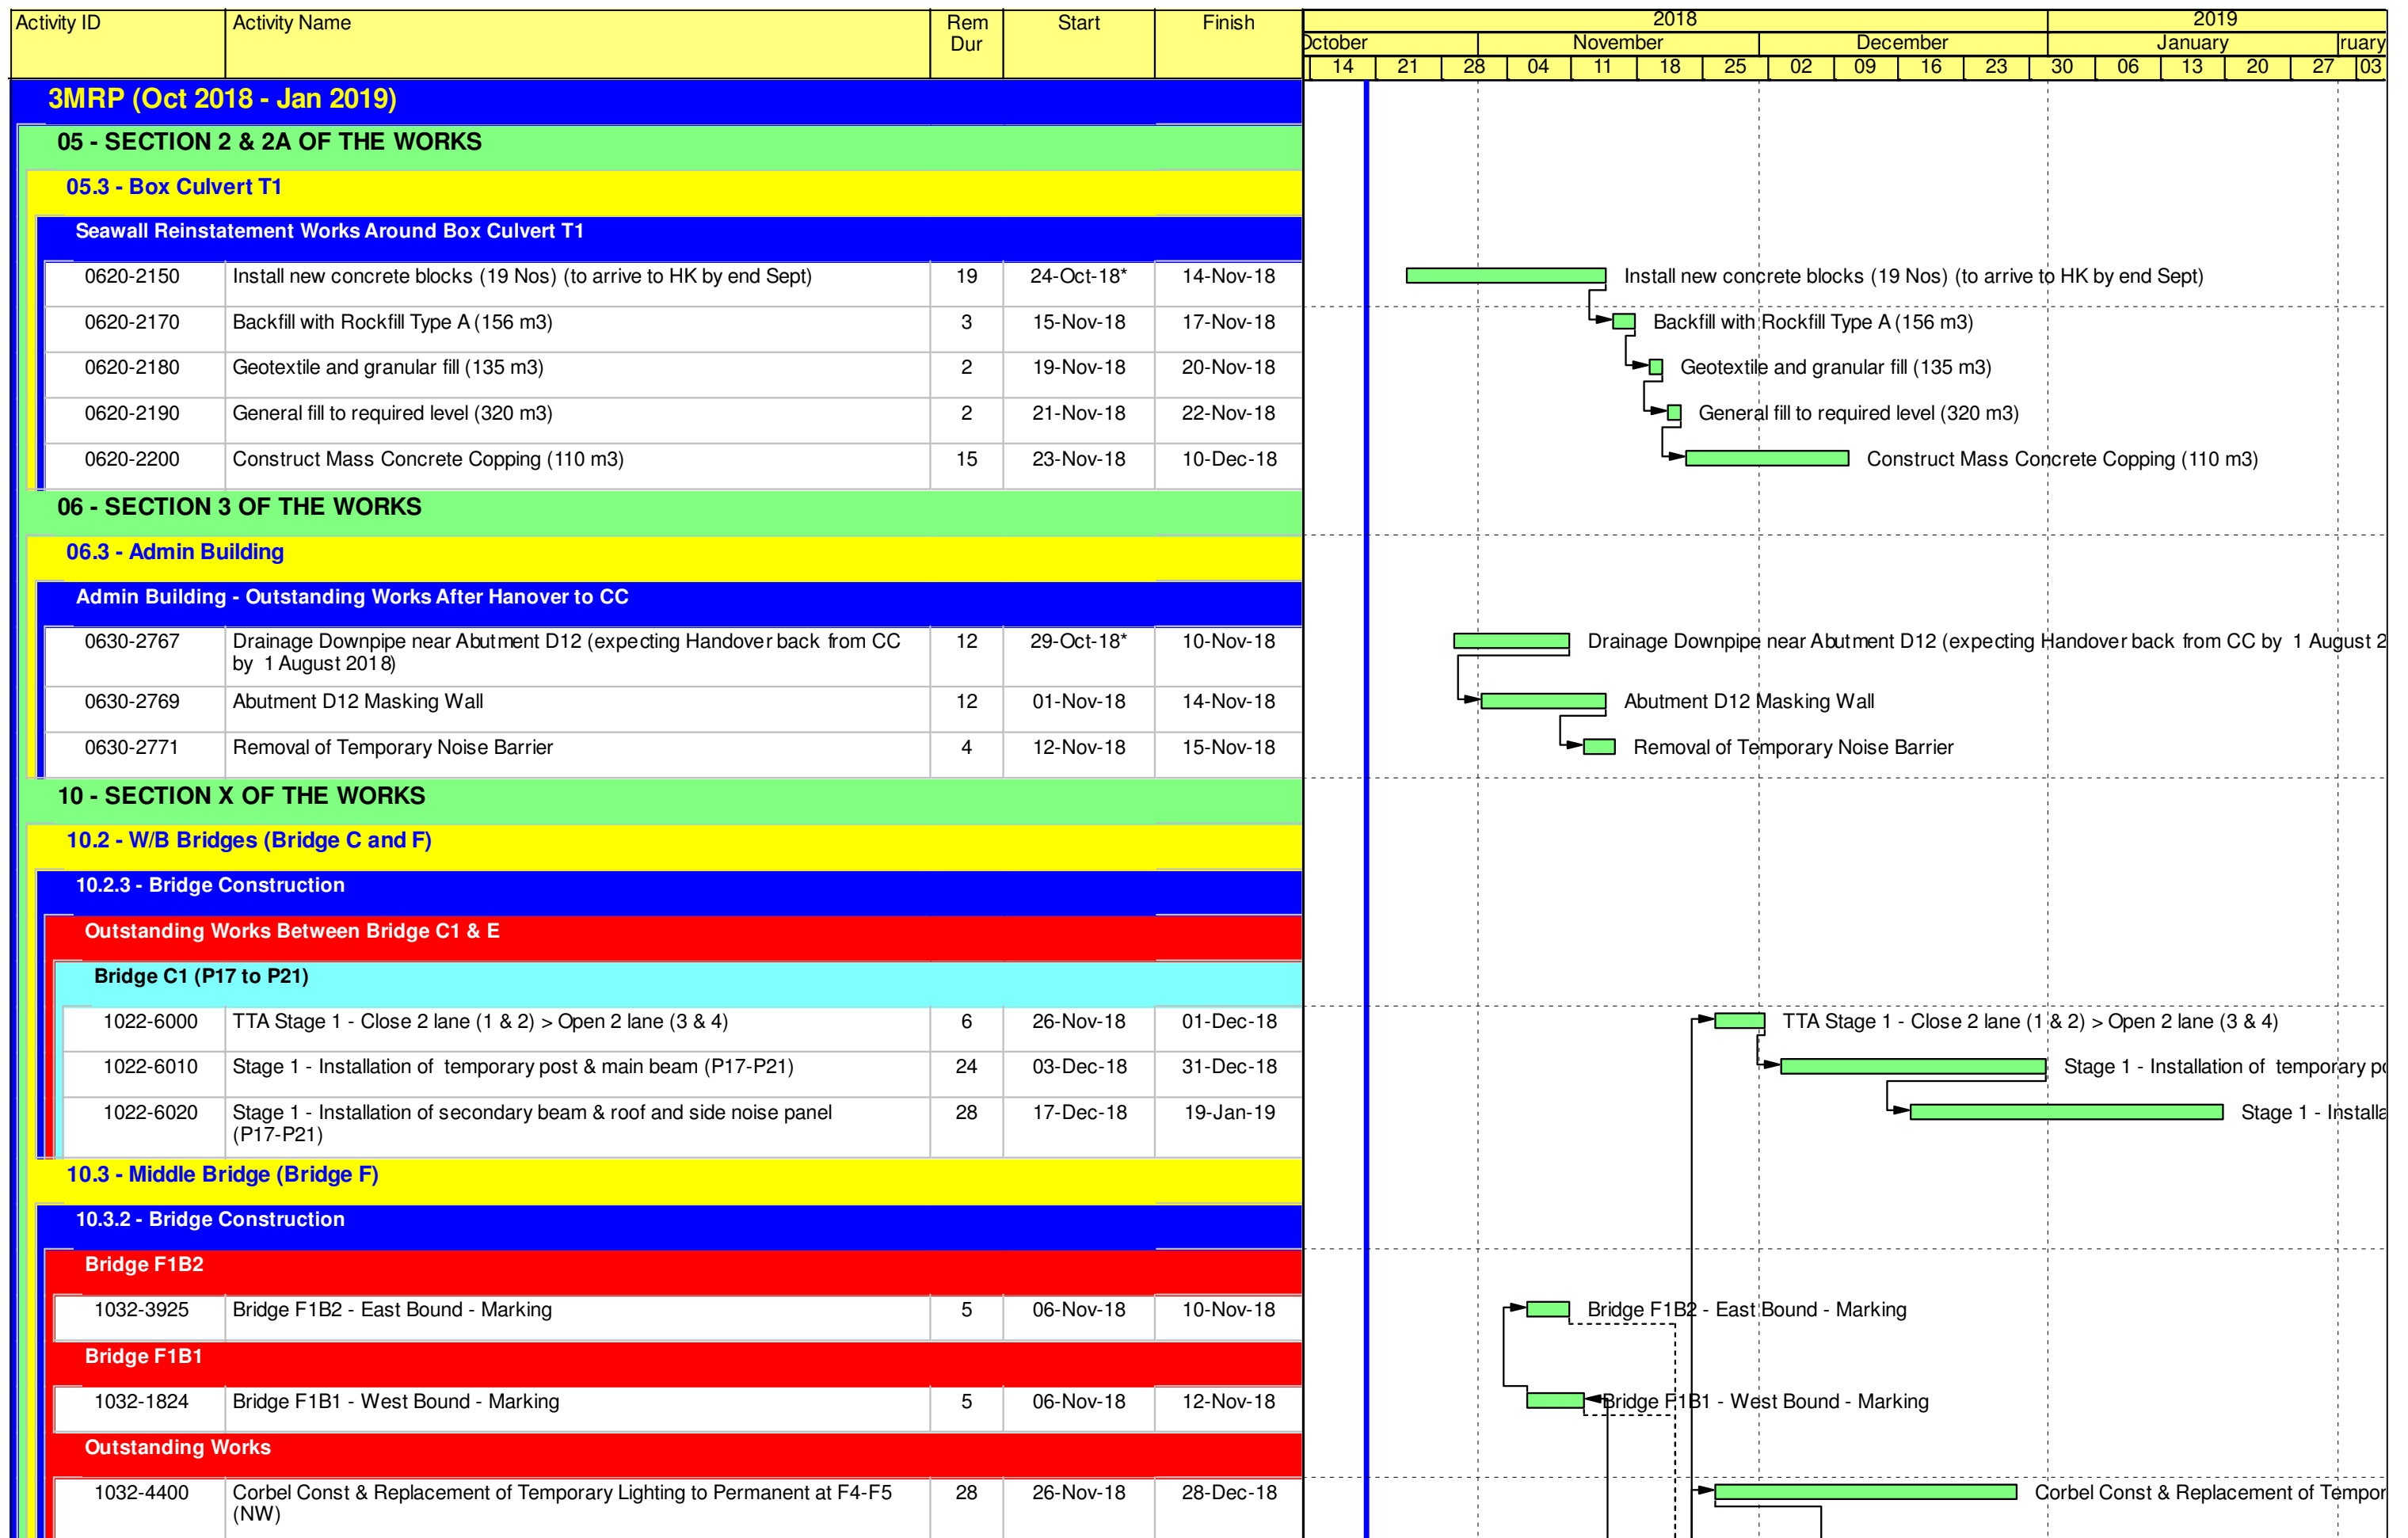 Activity ID Activity Name Rem Dur Start Finish
2018 2019
October November December January ruary
14 21 28 04 11 18 25 02 09 16 23 30 06 13 20 27 03
3MRP (Oct 2018 - Jan 2019)
05 - SECTION 2 & 2A OF THE WORKS
05.3 - Box Culvert T1
Seawall Reinstatement Works Around Box Culvert T1
0620-2150 Install new concrete blocks (19 Nos) (to arrive to HK by end Sept) 19 24-Oct-18* 14-Nov-18 Install new concrete blocks (19 Nos) (to arrive to HK by end Sept)
0620-2170 Backfill with Rockfill Type A (156 m3) 3 15-Nov-18 17-Nov-18 Backfill with Rockfill Type A (156 m3)
0620-2180 Geotextile and granular fill (135 m3) 2 19-Nov-18 20-Nov-18 Geotextile and granular fill (135 m3)
0620-2190 General fill to required level (320 m3) 2 21-Nov-18 22-Nov-18 General fill to required level (320 m3)
0620-2200 Construct Mass Concrete Copping (110 m3) 15 23-Nov-18 10-Dec-18 Construct Mass Concrete Copping (110 m3)
06 - SECTION 3 OF THE WORKS
06.3 - Admin Building
Admin Building - Outstanding Works After Hanover to CC
0630-2767 Drainage Downpipe near Abutment D12 (expecting Handover back from CC 12 29-Oct-18* 10-Nov-18 Drainage Downpipe near Abutment D12 (expecting Handover back from CC by 1 August 2
by 1 August 2018)
0630-2769 Abutment D12 Masking Wall 12 01-Nov-18 14-Nov-18 Abutment D12 Masking Wall
0630-2771 Removal of Temporary Noise Barrier 4 12-Nov-18 15-Nov-18 Removal of Temporary Noise Barrier
10 - SECTION X OF THE WORKS
10.2 - W/B Bridges (Bridge C and F)
10.2.3 - Bridge Construction
Outstanding Works Between Bridge C1 & E
Bridge C1 (P17 to P21)
1022-6000 TTA Stage 1 - Close 2 lane (1 & 2) > Open 2 lane (3 & 4) 6 26-Nov-18 01-Dec-18 TTA Stage 1 - Close 2 lane (1 & 2) > Open 2 lane (3 & 4)
1022-6010 Stage 1 - Installation of temporary post & main beam (P17-P21) 24 03-Dec-18 31-Dec-18 Stage 1 - Installation of temporary po
1022-6020 Stage 1 - Installation of secondary beam & roof and side noise panel 28 17-Dec-18 19-Jan-19 Stage 1 - Installa
(P17-P21)
10.3 - Middle Bridge (Bridge F)
10.3.2 - Bridge Construction
Bridge F1B2
1032-3925 Bridge F1B2 - East Bound - Marking 5 06-Nov-18 10-Nov-18 Bridge F1B2 - East Bound - Marking
Bridge F1B1
1032-1824 Bridge F1B1 - West Bound - Marking 5 06-Nov-18 12-Nov-18 Bridge F1B1 - West Bound - Marking
Outstanding Works
1032-4400 Corbel Const & Replacement of Temporary Lighting to Permanent at F4-F5 28 26-Nov-18 28-Dec-18 Corbel Const & Replacement of Tempor
(NW)